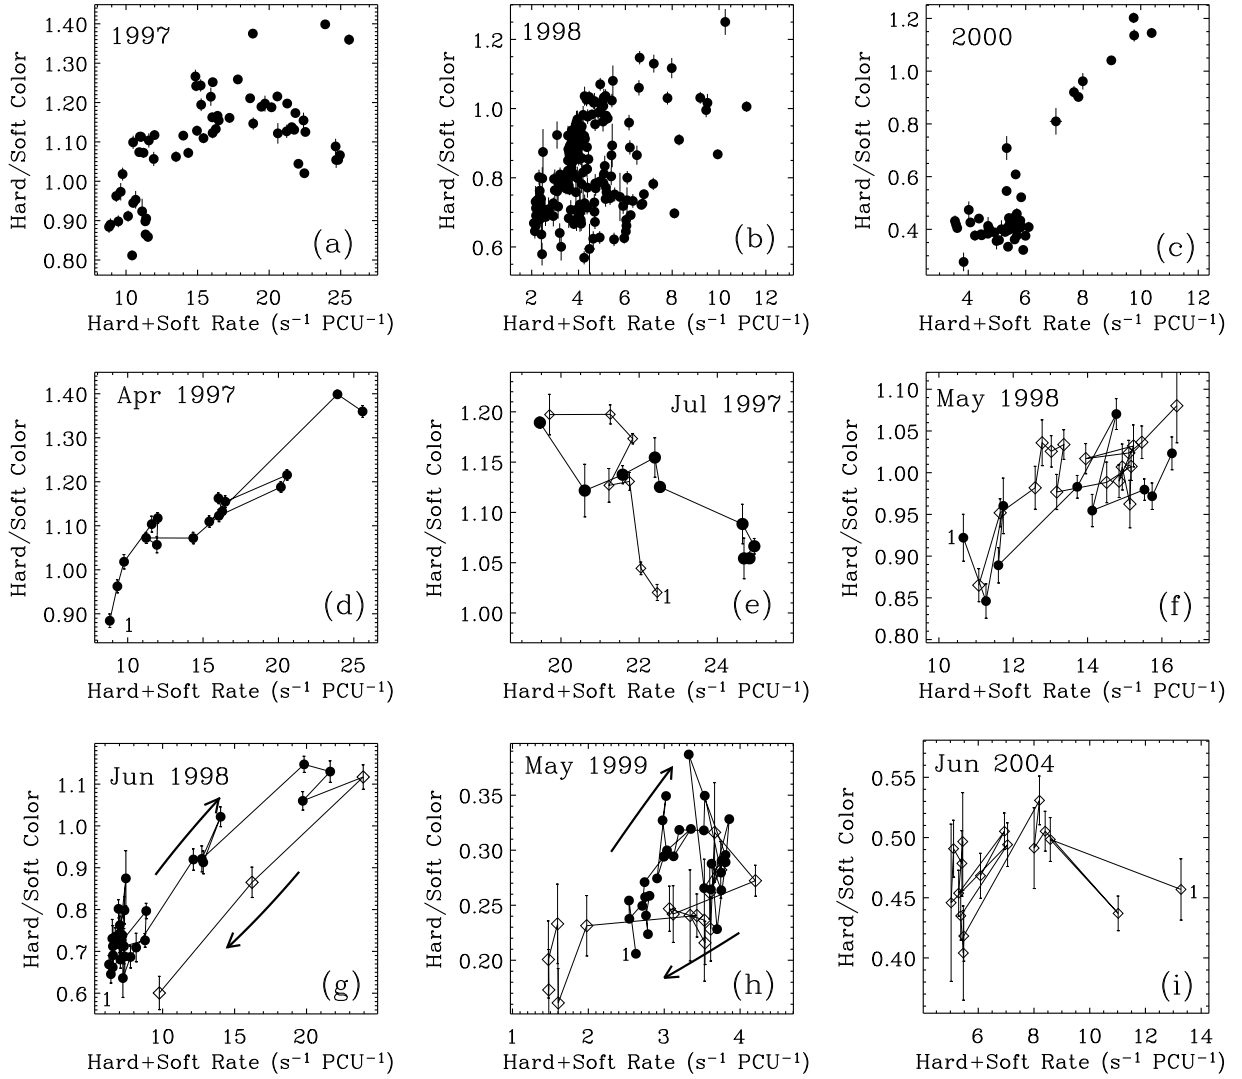 1997
(a)
Hard/Soft Color
1.40
1.30
1.20
1.10
1.00
0.90
0.80
10 15 20 25
Hard+Soft Rate (s⁻¹ PCU⁻¹)
1998
(b)
Hard/Soft Color
1.2
1.0
0.8
0.6
2 4 6 8 10 12
Hard+Soft Rate (s⁻¹ PCU⁻¹)
2000
(c)
Hard/Soft Color
1.2
1.0
0.8
0.6
0.4
4 6 8 10 12
Hard+Soft Rate (s⁻¹ PCU⁻¹)
Apr 1997
1
(d)
Hard/Soft Color
1.40
1.30
1.20
1.10
1.00
0.90
10 15 20 25
Hard+Soft Rate (s⁻¹ PCU⁻¹)
Jul 1997
1
(e)
Hard/Soft Color
1.20
1.15
1.10
1.05
1.00
20 22 24
Hard+Soft Rate (s⁻¹ PCU⁻¹)
May 1998
1
(f)
Hard/Soft Color
1.10
1.05
1.00
0.95
0.90
0.85
0.80
10 12 14 16
Hard+Soft Rate (s⁻¹ PCU⁻¹)
Jun 1998
1
(g)
Hard/Soft Color
1.1
1.0
0.9
0.8
0.7
0.6
10 15 20
Hard+Soft Rate (s⁻¹ PCU⁻¹)
May 1999
1
(h)
Hard/Soft Color
0.35
0.30
0.25
0.20
1 2 3 4
Hard+Soft Rate (s⁻¹ PCU⁻¹)
Jun 2004
1
(i)
Hard/Soft Color
0.55
0.50
0.45
0.40
6 8 10 12 14
Hard+Soft Rate (s⁻¹ PCU⁻¹)